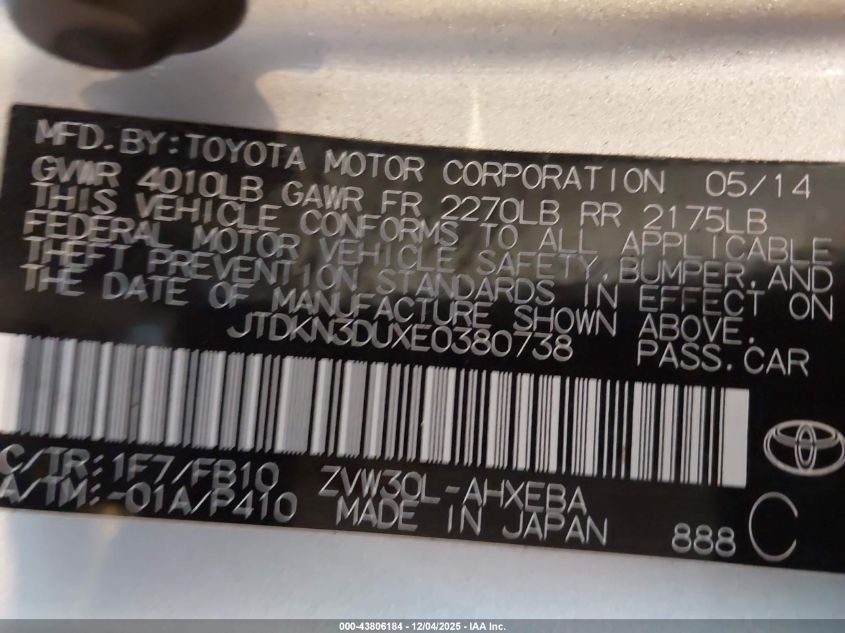 MFD. BY: TOYOTA MOTOR CORPORATION 05/14
GVWR 4010LB GAWR FR 2270LB RR 2175LB
THIS VEHICLE CONFORMS TO ALL APPLICABLE
FEDERAL MOTOR VEHICLE SAFETY, BUMPER, AND
THEFT PREVENTION STANDARDS IN EFFECT ON
THE DATE OF MANUFACTURE SHOWN ABOVE.
JTDKN3DUXE0380738 PASS. CAR
C/TR: 1F7/FB10 ZVW30L-AHXEBA
A/TM: -01A/P410 MADE IN JAPAN 888 C
000-43806184 - 12/04/2025 - IAA Inc.